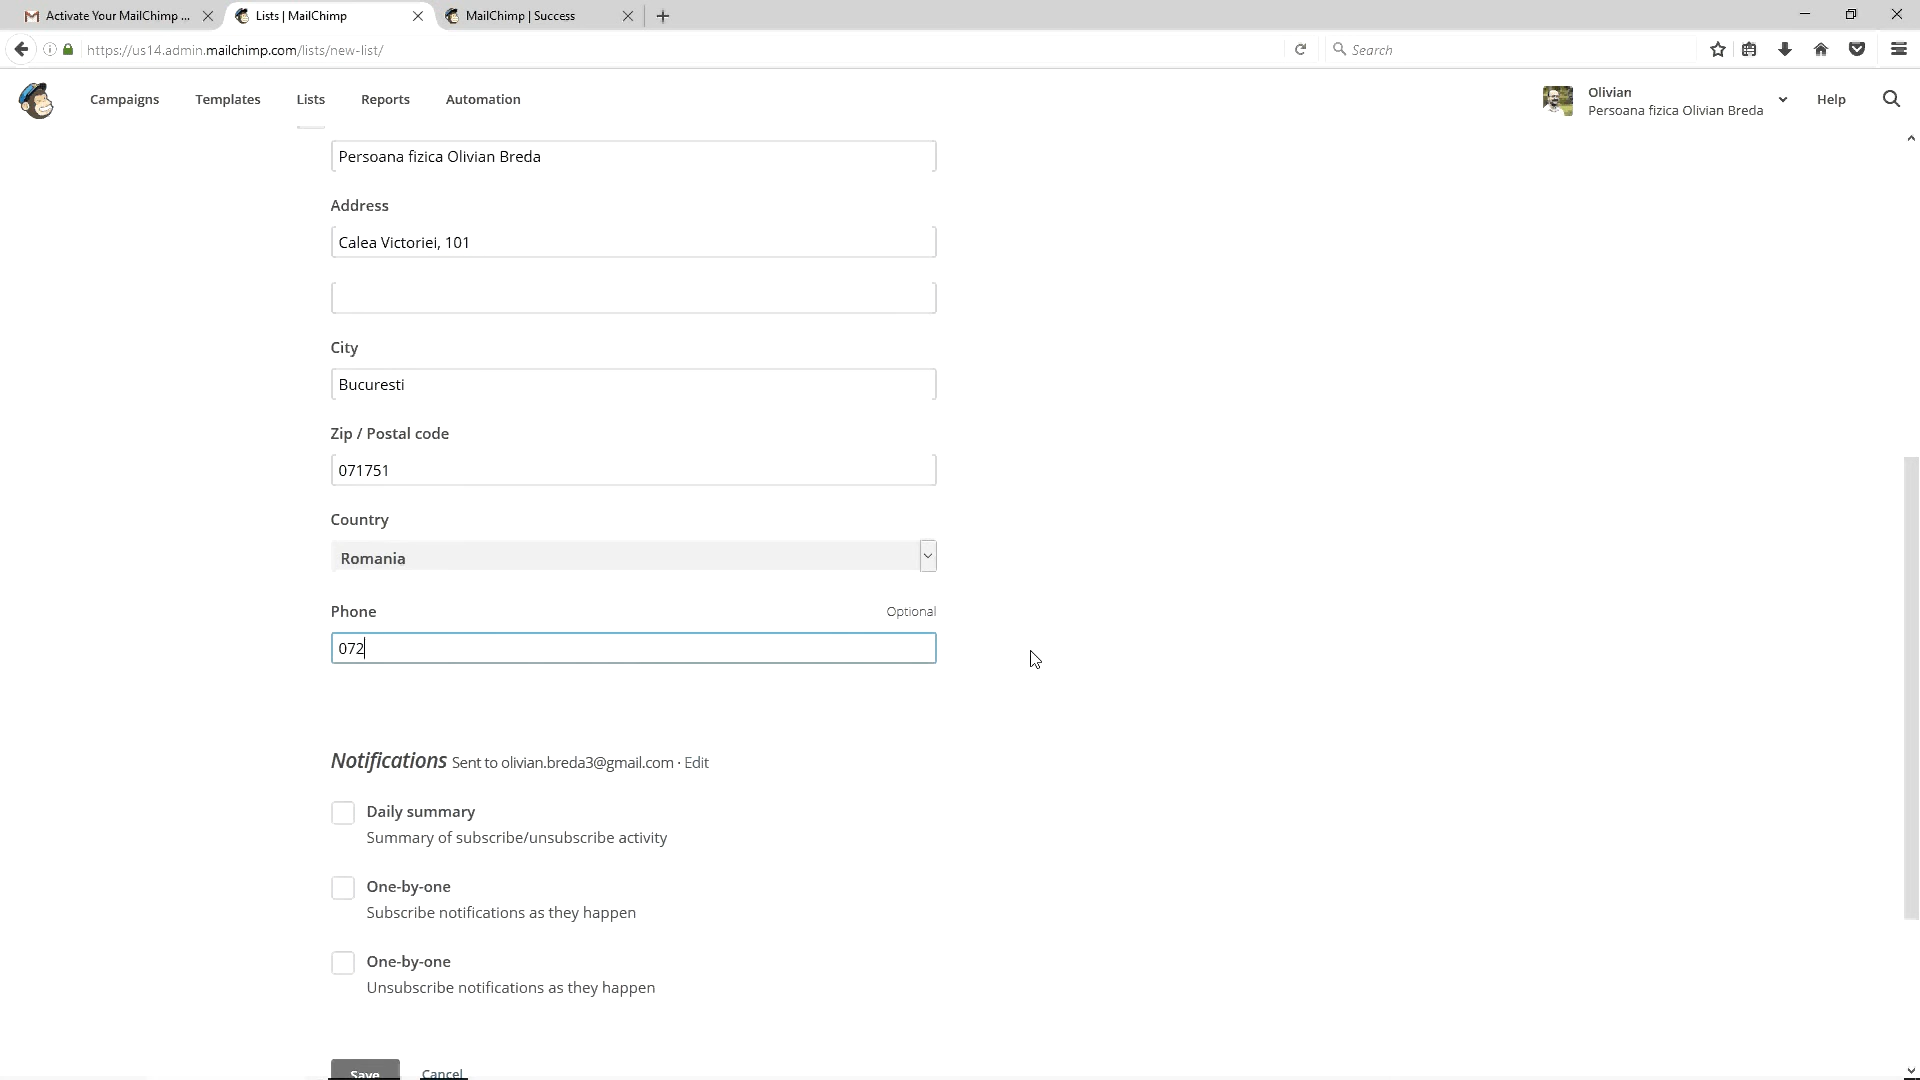 Activate Your MailChimp ...
Lists | MailChimp
MailChimp | Success
https://us14.admin.mailchimp.com/lists/new-list/
Search
Campaigns
Templates
Lists
Reports
Automation
Olivian
Persoana fizica Olivian Breda
Help
Persoana fizica Olivian Breda
Address
Calea Victoriei, 101
City
Bucuresti
Zip / Postal code
071751
Country
Romania
Phone
Optional
072
Notifications Sent to olivian.breda3@gmail.com · Edit
Daily summary
Summary of subscribe/unsubscribe activity
One-by-one
Subscribe notifications as they happen
One-by-one
Unsubscribe notifications as they happen
Save
Cancel